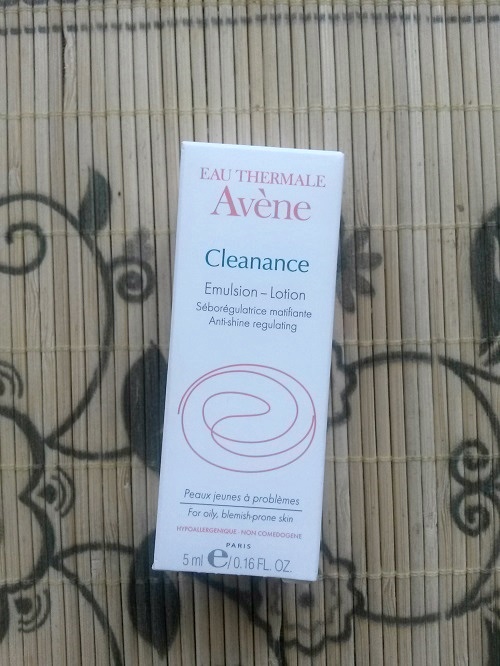 EAU THERMALE
Avène
Cleanance
Emulsion – Lotion
Séborégulatrice matifiante
Anti-shine regulating
Peaux jeunes à problèmes
For oily, blemish-prone skin
HYPOALLERGENIQUE - NON COMEDOGENE
PARIS
5 ml e/0.16 FL. OZ.